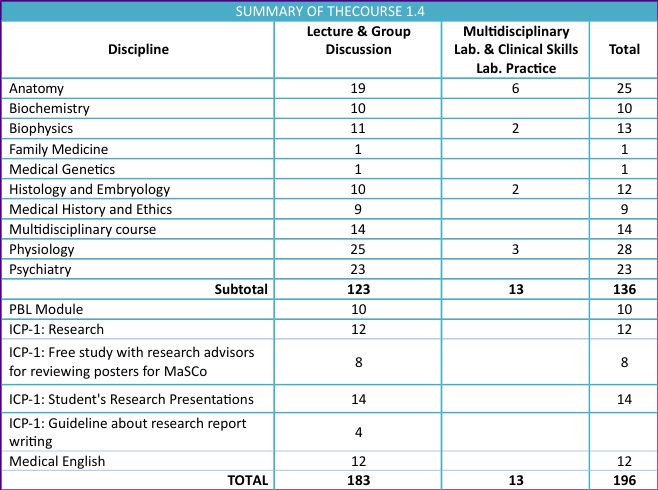 SUMMARY OF THECOURSE 1.4
Discipline Lecture & Group Discussion Multidisciplinary Lab. & Clinical Skills Lab. Practice Total
Anatomy 19 6 25
Biochemistry 10 10
Biophysics 11 2 13
Family Medicine 1 1
Medical Genetics 1 1
Histology and Embryology 10 2 12
Medical History and Ethics 9 9
Multidisciplinary course 14 14
Physiology 25 3 28
Psychiatry 23 23
Subtotal 123 13 136
PBL Module 10 10
ICP-1: Research 12 12
ICP-1: Free study with research advisors
for reviewing posters for MaSCo 8 8
ICP-1: Student's Research Presentations 14 14
ICP-1: Guideline about research report
writing 4
Medical English 12 12
TOTAL 183 13 196